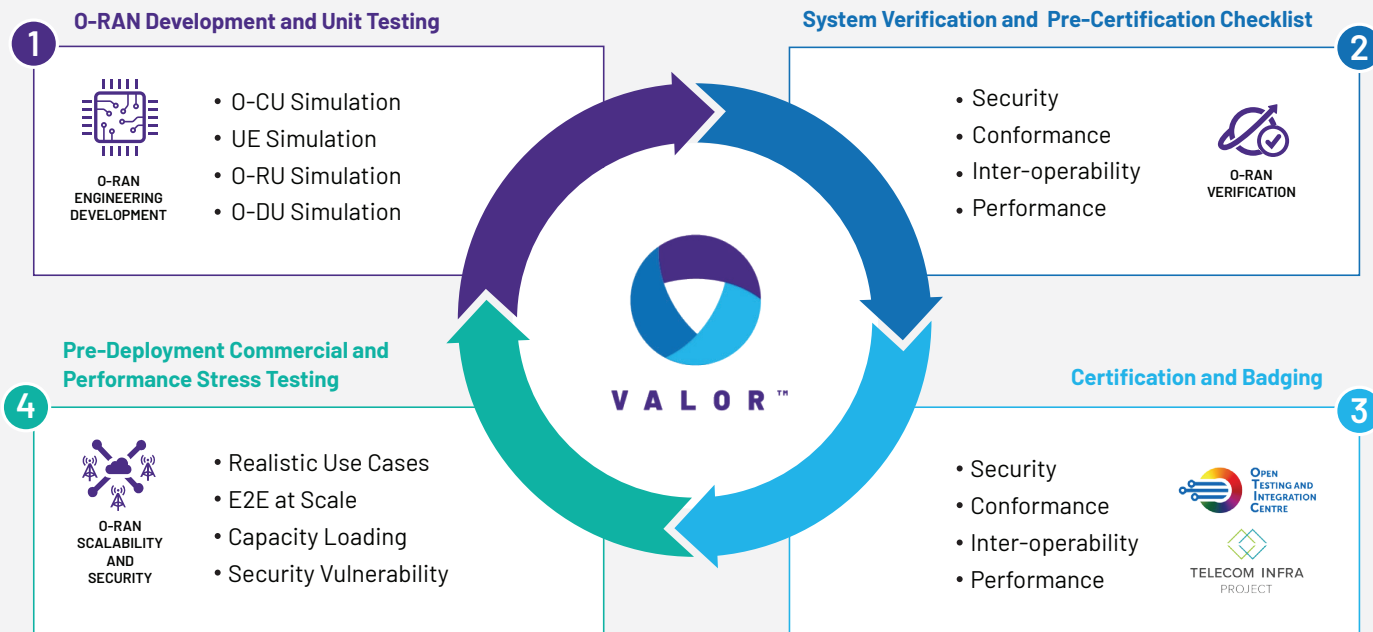 1
O-RAN Development and Unit Testing
O-RAN
ENGINEERING
DEVELOPMENT
• O-CU Simulation
• UE Simulation
• O-RU Simulation
• O-DU Simulation
System Verification and Pre-Certification Checklist
2
• Security
• Conformance
• Inter-operability
• Performance
O-RAN
VERIFICATION
VALOR™
Certification and Badging
3
• Security
• Conformance
• Inter-operability
• Performance
OPEN
TESTING AND
INTEGRATION
CENTRE
TELECOM INFRA
PROJECT
Pre-Deployment Commercial and
Performance Stress Testing
4
O-RAN
SCALABILITY
AND
SECURITY
• Realistic Use Cases
• E2E at Scale
• Capacity Loading
• Security Vulnerability